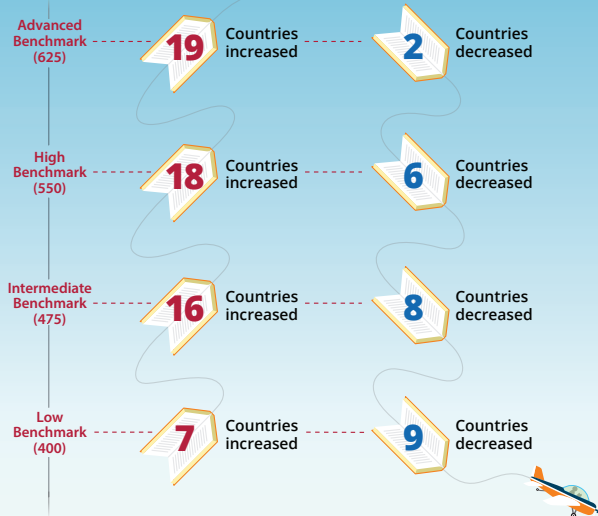 Advanced
Benchmark
(625)
19
Countries
increased
2
Countries
decreased
High
Benchmark
(550)
18
Countries
increased
6
Countries
decreased
Intermediate
Benchmark
(475)
16
Countries
increased
8
Countries
decreased
Low
Benchmark
(400)
7
Countries
increased
9
Countries
decreased